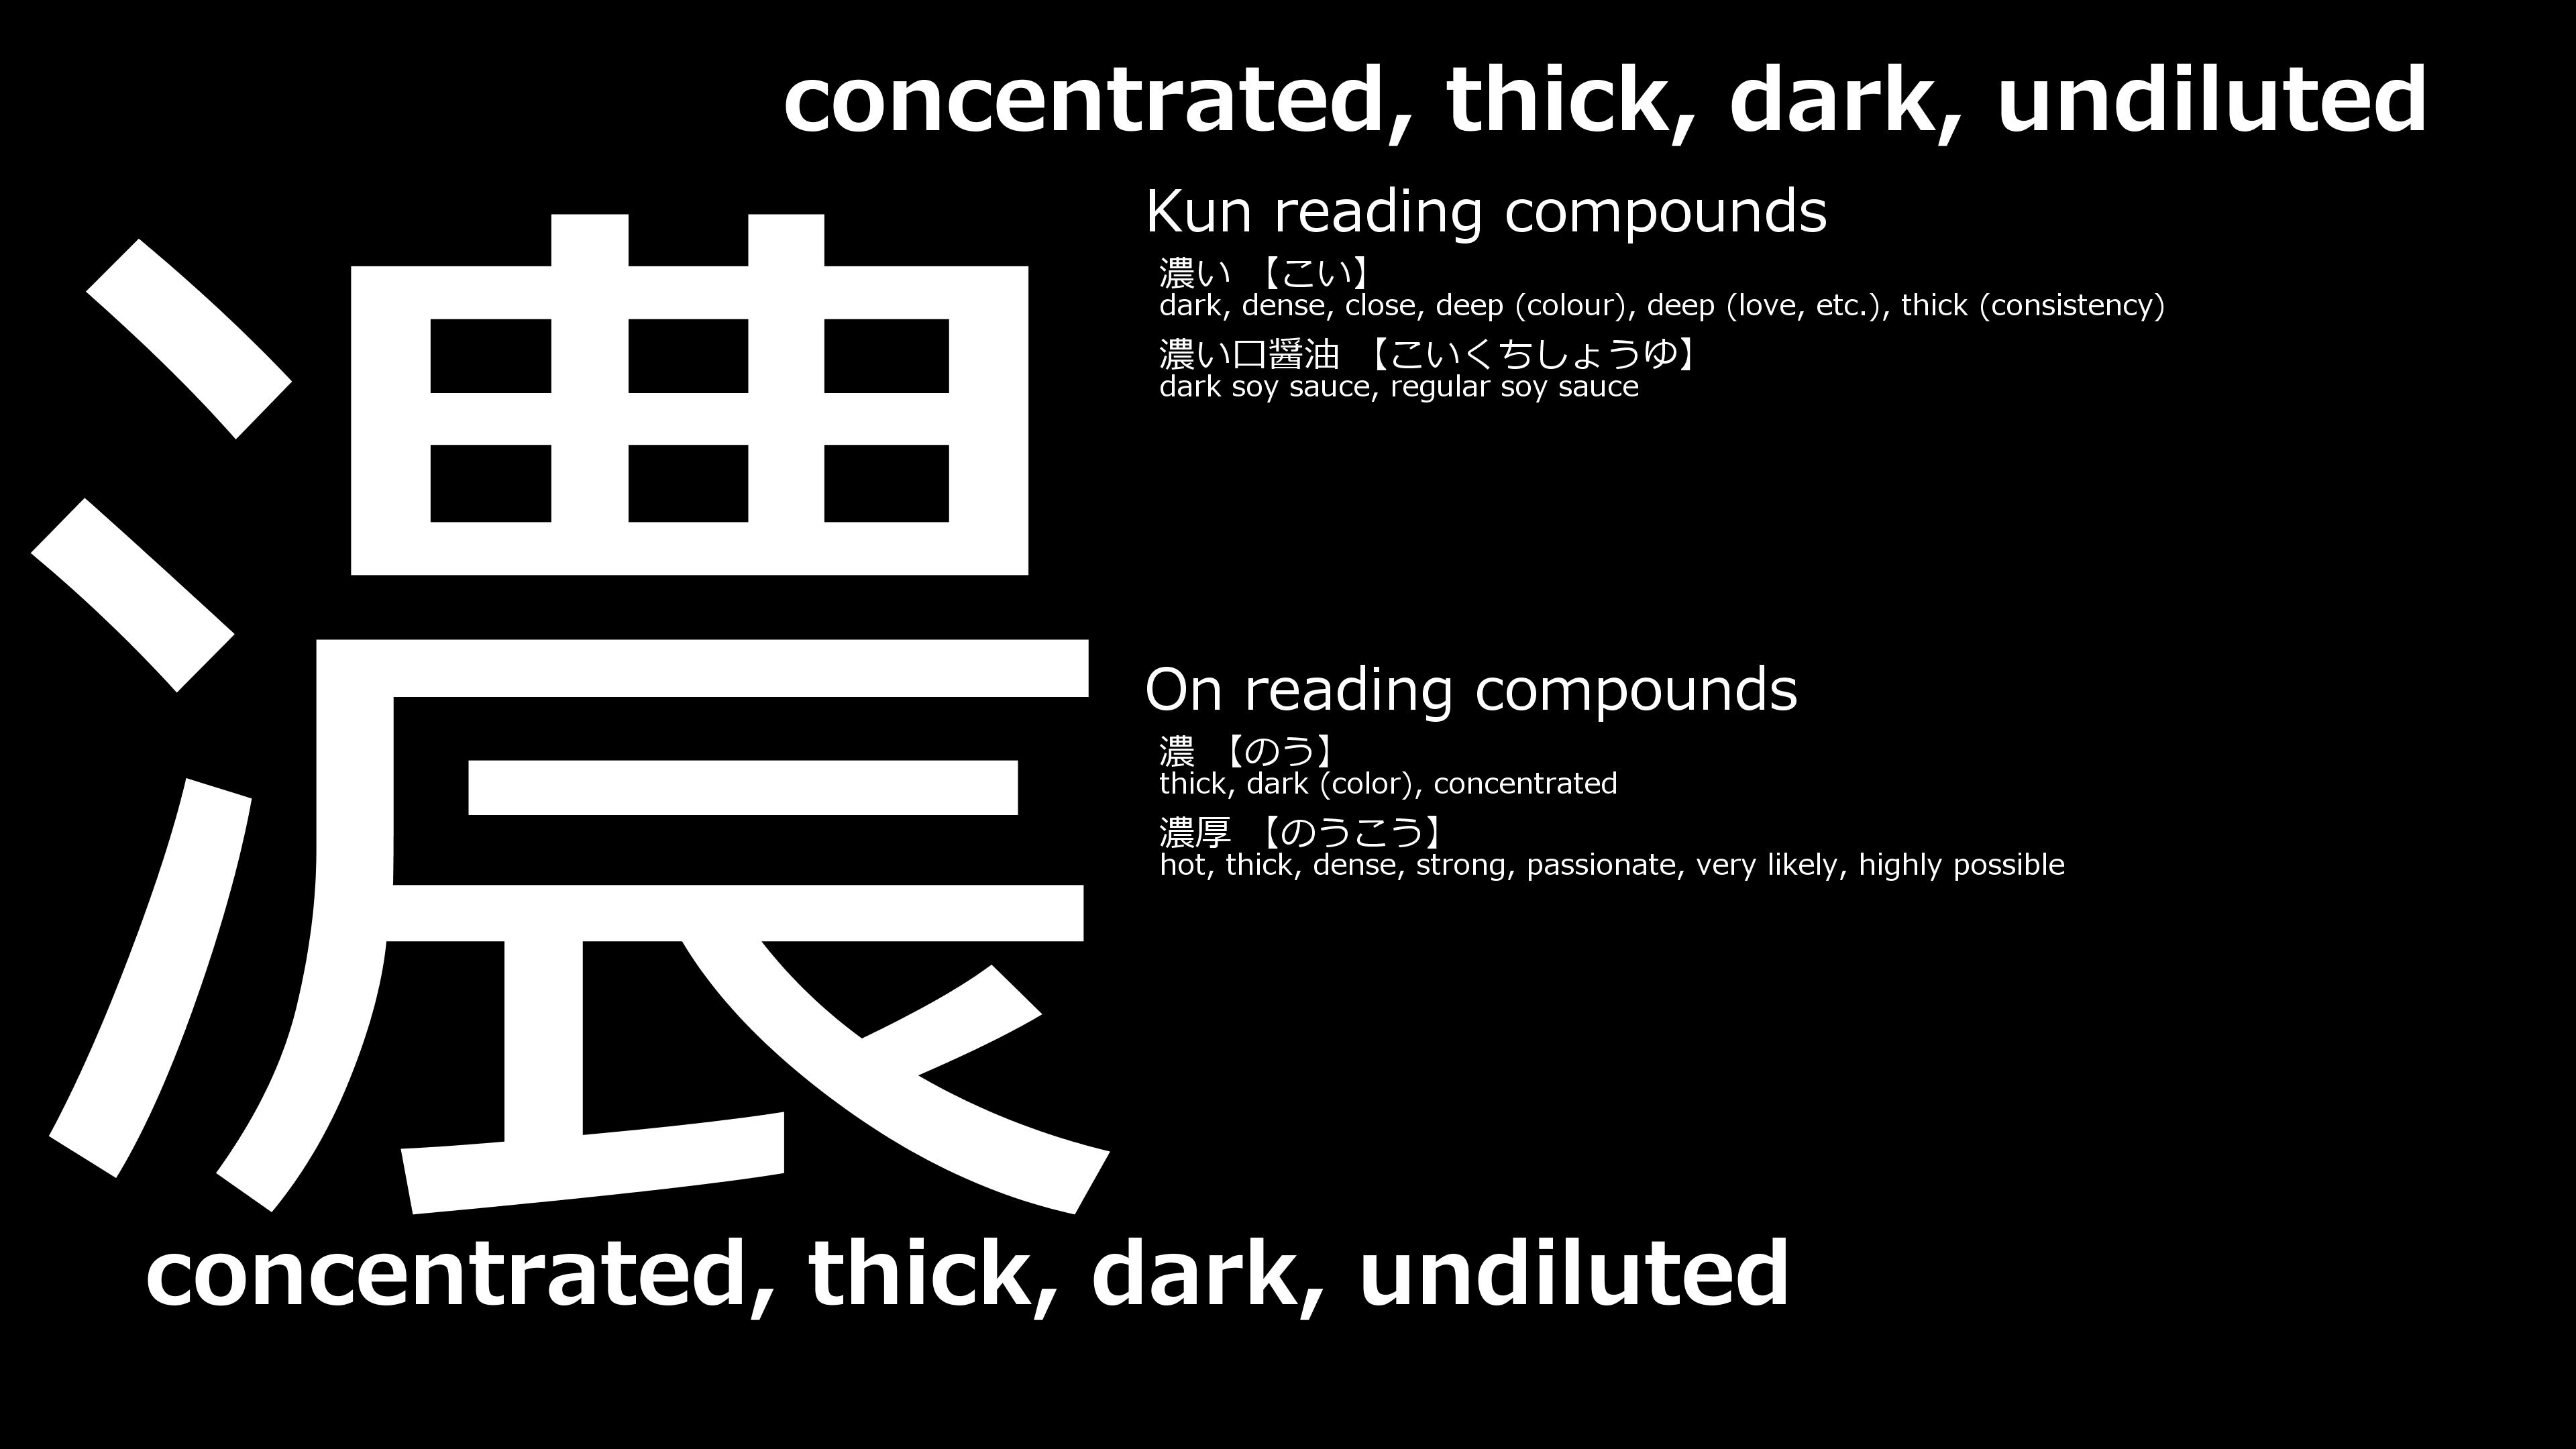 concentrated, thick, dark, undiluted
濃
Kun reading compounds
濃い 【こい】
dark, dense, close, deep (colour), deep (love, etc.), thick (consistency)
濃い口醤油 【こいくちしょうゆ】
dark soy sauce, regular soy sauce
On reading compounds
濃 【のう】
thick, dark (color), concentrated
濃厚 【のうこう】
hot, thick, dense, strong, passionate, very likely, highly possible
concentrated, thick, dark, undiluted